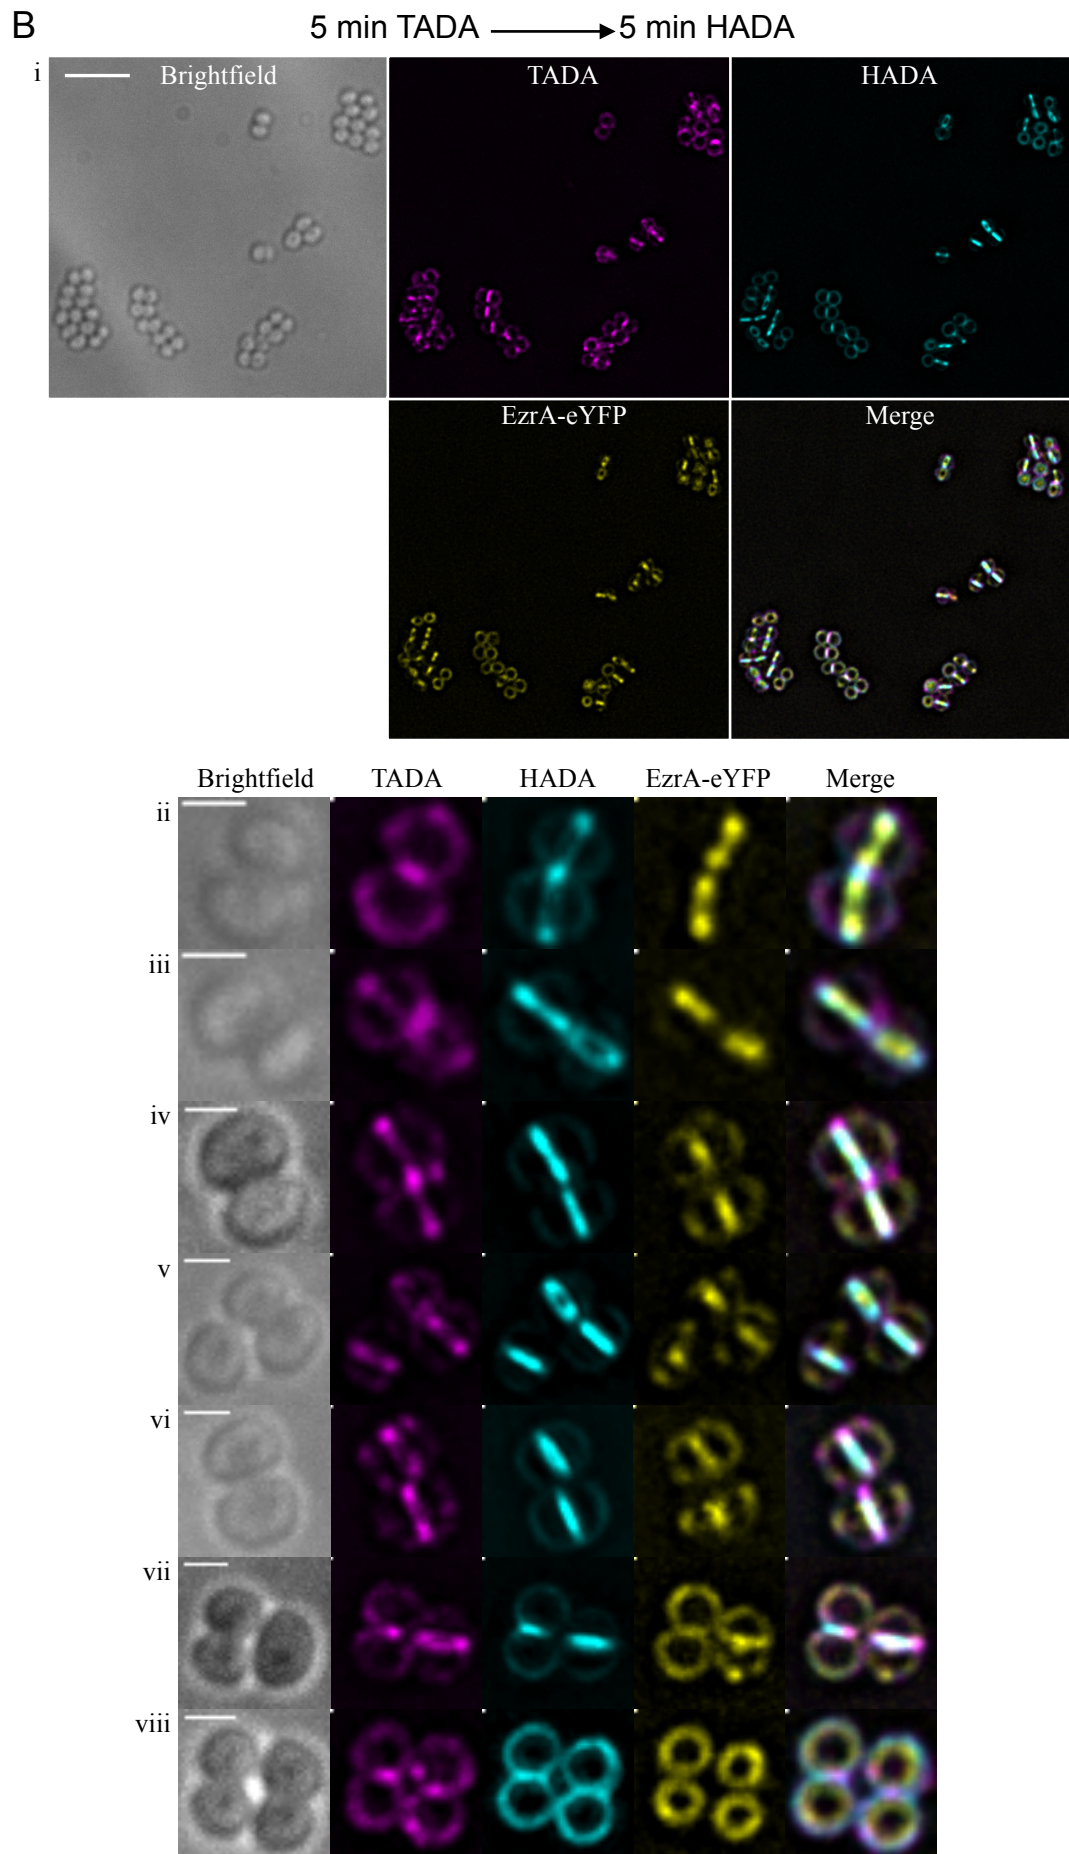 B
5 min TADA → 5 min HADA
i
Brightfield
TADA
HADA
EzrA-eYFP
Merge
Brightfield TADA HADA EzrA-eYFP Merge
ii
iii
iv
v
vi
vii
viii